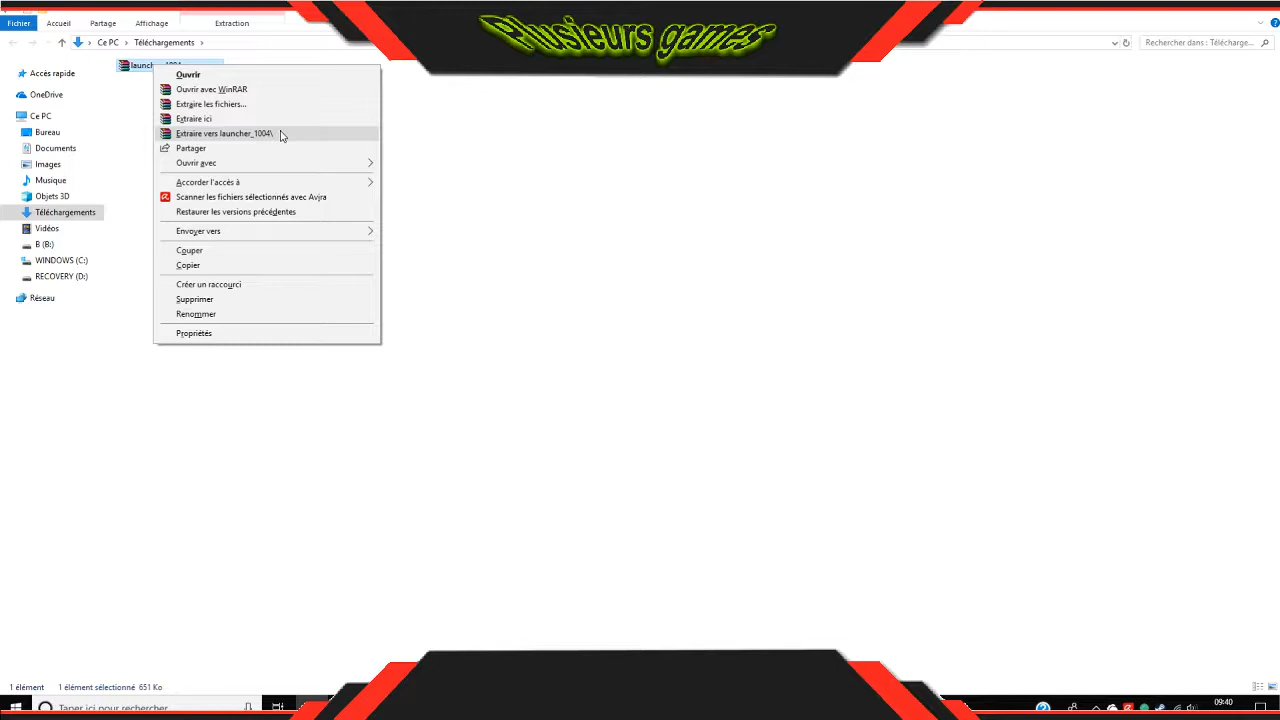 Plusieurs games
Fichier Accueil Partage Affichage Extraction
Ce PC Téléchargements
Rechercher dans : Télécharge...
Accès rapide
OneDrive
Ce PC
Bureau
Documents
Images
Musique
Objets 3D
Téléchargements
Vidéos
B (B:)
WINDOWS (C:)
RECOVERY (D:)
Réseau
Ouvrir
Ouvrir avec WinRAR
Extraire les fichiers...
Extraire ici
Extraire vers launcher_1004\
Partager
Ouvrir avec
Accorder l'accès à
Scanner les fichiers sélectionnés avec Avira
Restaurer les versions précédentes
Envoyer vers
Couper
Copier
Créer un raccourci
Supprimer
Renommer
Propriétés
1 élément 1 élément sélectionné 651 Ko
Taper ici pour rechercher
09:40